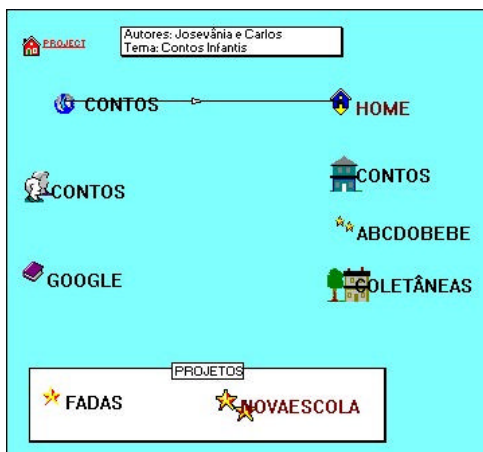 PROJECT
Autores: Josevânia e Carlos
Tema: Contos Infantis
CONTOS
HOME
CONTOS
CONTOS
ABCDOBEBE
GOOGLE
COLETÂNEAS
PROJETOS
FADAS
NOVAESCOLA